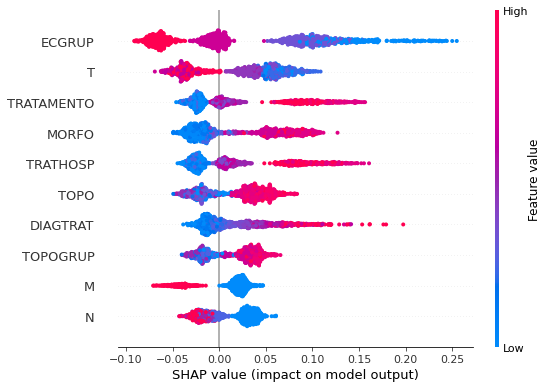 High
ECGRUP
T
TRATAMENTO
MORFO
TRATHOSP
TOPO
DIAGTRAT
TOPOGRUP
M
N
Feature value
Low
−0.10 −0.05 0.00 0.05 0.10 0.15 0.20 0.25
SHAP value (impact on model output)